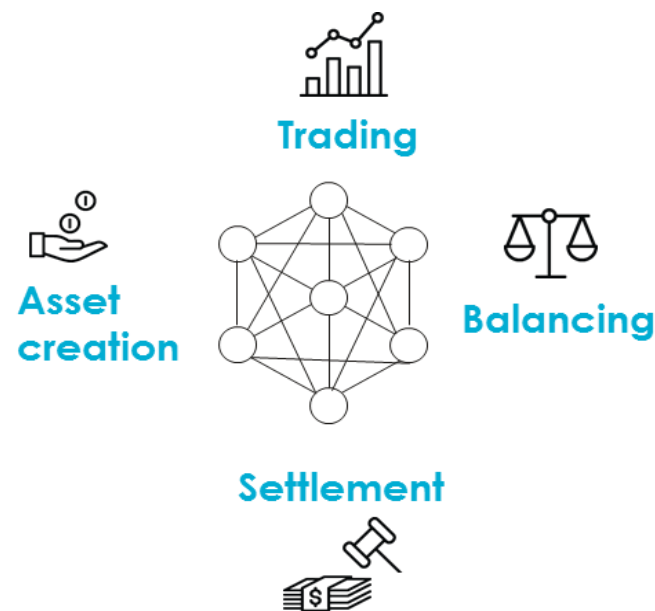 Trading
Asset
creation
Balancing
Settlement
$